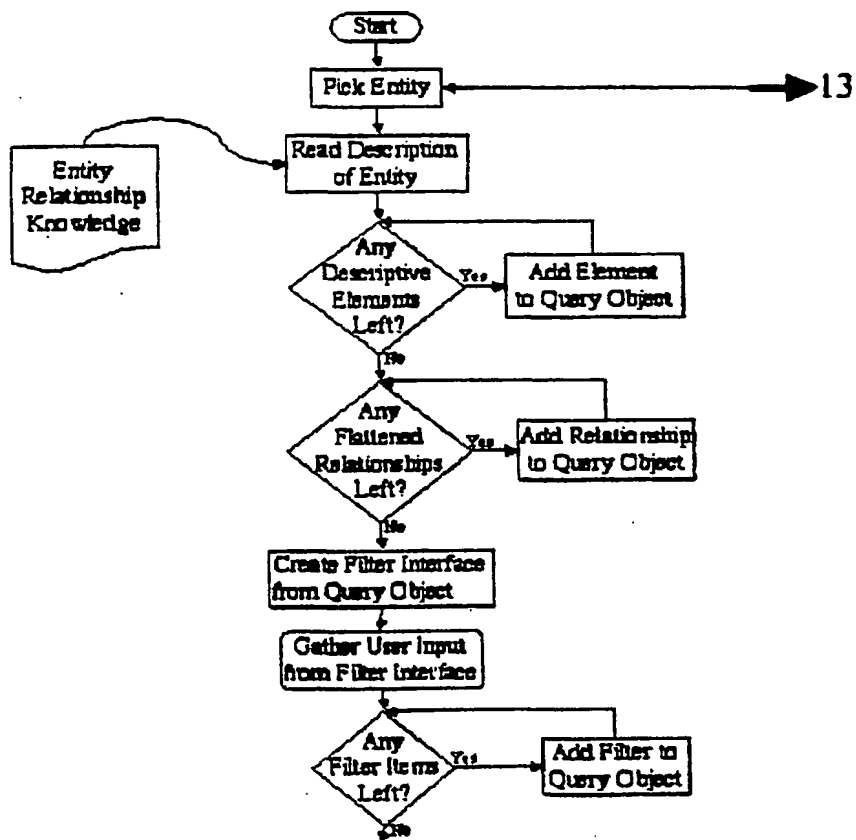 Start
Pick Entity
13
Entity
Relationship
Knowledge
Read Description
of Entity
Any
Descriptive
Elements
Left?
Yes
Add Element
to Query Object
No
Any
Flattened
Relationships
Left?
Yes
Add Relationship
to Query Object
No
Create Filter Interface
from Query Object
Gather User Input
from Filter Interface
Any
Filter Items
Left?
Yes
Add Filter to
Query Object
No